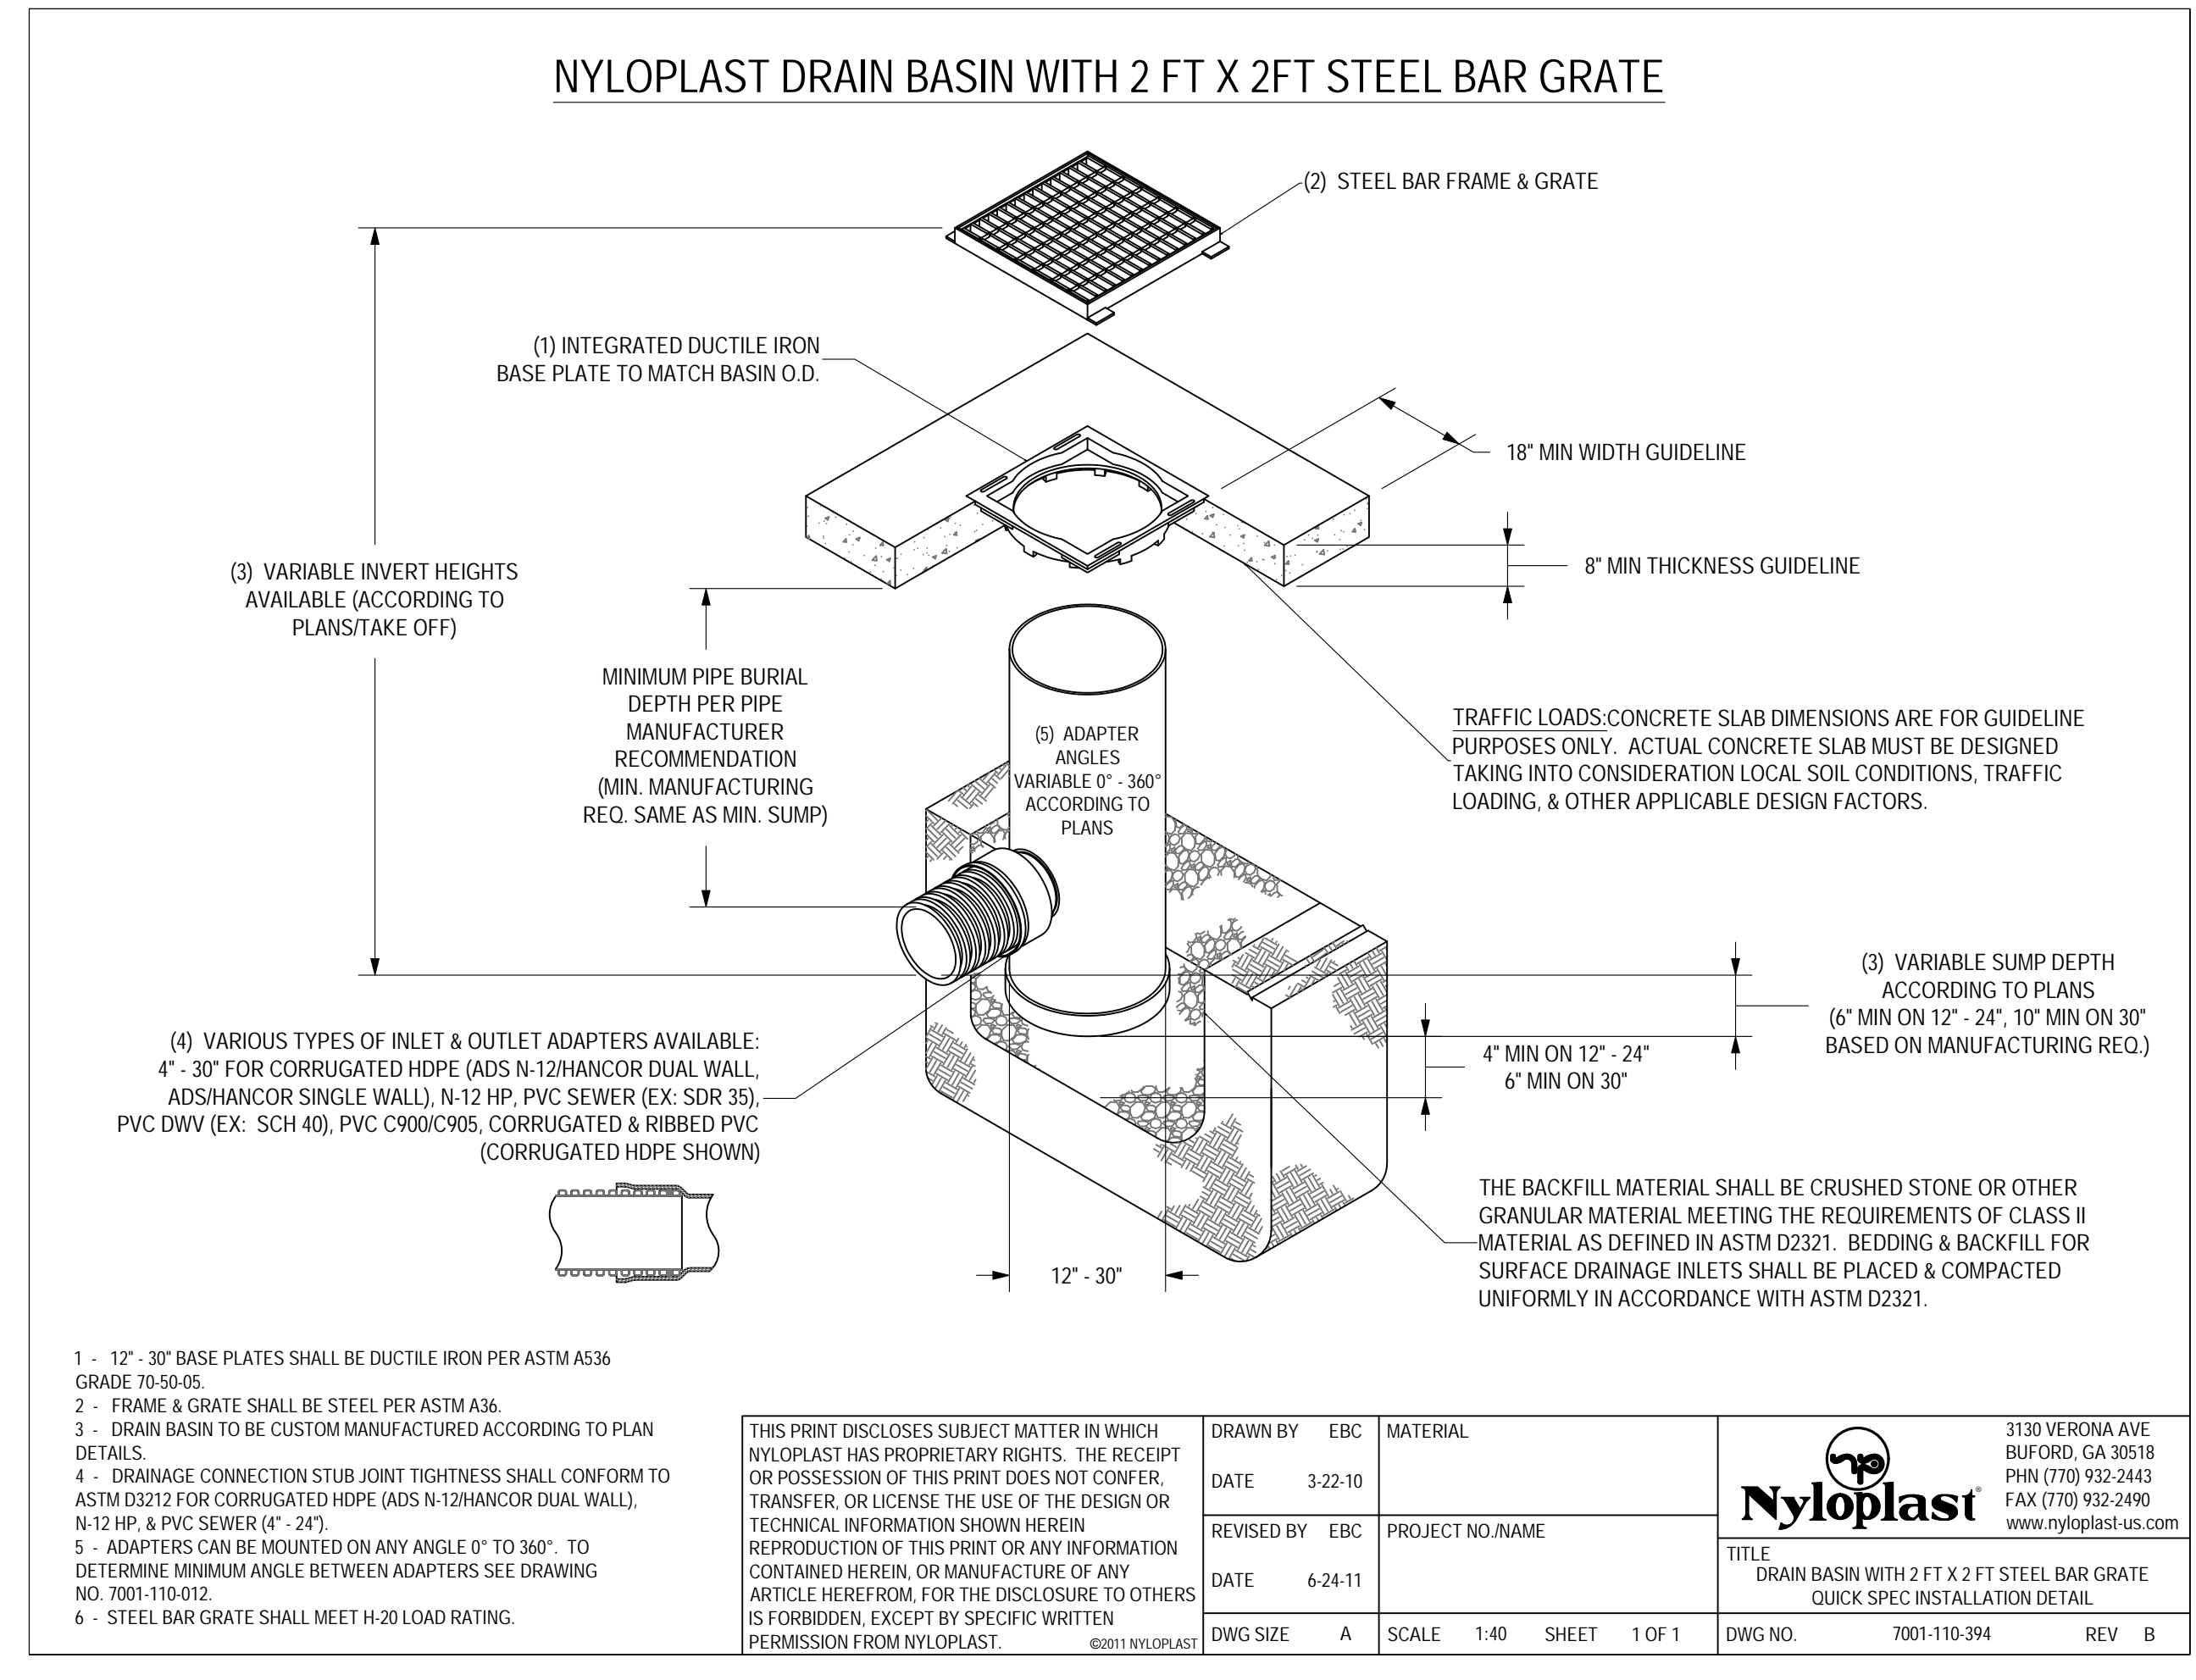 NYLOPLAST DRAIN BASIN WITH 2 FT X 2FT STEEL BAR GRATE
(2) STEEL BAR FRAME & GRATE
(1) INTEGRATED DUCTILE IRON
BASE PLATE TO MATCH BASIN O.D.
18" MIN WIDTH GUIDELINE
8" MIN THICKNESS GUIDELINE
(3) VARIABLE INVERT HEIGHTS
AVAILABLE (ACCORDING TO
PLANS/TAKE OFF)
MINIMUM PIPE BURIAL
DEPTH PER PIPE
MANUFACTURER
RECOMMENDATION
(MIN. MANUFACTURING
REQ. SAME AS MIN. SUMP)
(5) ADAPTER
ANGLES
VARIABLE 0° - 360°
ACCORDING TO
PLANS
TRAFFIC LOADS:CONCRETE SLAB DIMENSIONS ARE FOR GUIDELINE
PURPOSES ONLY. ACTUAL CONCRETE SLAB MUST BE DESIGNED
TAKING INTO CONSIDERATION LOCAL SOIL CONDITIONS, TRAFFIC
LOADING, & OTHER APPLICABLE DESIGN FACTORS.
(3) VARIABLE SUMP DEPTH
ACCORDING TO PLANS
(6" MIN ON 12" - 24", 10" MIN ON 30"
BASED ON MANUFACTURING REQ.)
4" MIN ON 12" - 24"
6" MIN ON 30"
(4) VARIOUS TYPES OF INLET & OUTLET ADAPTERS AVAILABLE:
4" - 30" FOR CORRUGATED HDPE (ADS N-12/HANCOR DUAL WALL,
ADS/HANCOR SINGLE WALL), N-12 HP, PVC SEWER (EX: SDR 35),
PVC DWV (EX: SCH 40), PVC C900/C905, CORRUGATED & RIBBED PVC
(CORRUGATED HDPE SHOWN)
THE BACKFILL MATERIAL SHALL BE CRUSHED STONE OR OTHER
GRANULAR MATERIAL MEETING THE REQUIREMENTS OF CLASS II
MATERIAL AS DEFINED IN ASTM D2321. BEDDING & BACKFILL FOR
SURFACE DRAINAGE INLETS SHALL BE PLACED & COMPACTED
UNIFORMLY IN ACCORDANCE WITH ASTM D2321.
12" - 30"
1 - 12" - 30" BASE PLATES SHALL BE DUCTILE IRON PER ASTM A536
GRADE 70-50-05.
2 - FRAME & GRATE SHALL BE STEEL PER ASTM A36.
3 - DRAIN BASIN TO BE CUSTOM MANUFACTURED ACCORDING TO PLAN
DETAILS.
4 - DRAINAGE CONNECTION STUB JOINT TIGHTNESS SHALL CONFORM TO
ASTM D3212 FOR CORRUGATED HDPE (ADS N-12/HANCOR DUAL WALL),
N-12 HP, & PVC SEWER (4" - 24").
5 - ADAPTERS CAN BE MOUNTED ON ANY ANGLE 0° TO 360°. TO
DETERMINE MINIMUM ANGLE BETWEEN ADAPTERS SEE DRAWING
NO. 7001-110-012.
6 - STEEL BAR GRATE SHALL MEET H-20 LOAD RATING.
THIS PRINT DISCLOSES SUBJECT MATTER IN WHICH
NYLOPLAST HAS PROPRIETARY RIGHTS. THE RECEIPT
OR POSSESSION OF THIS PRINT DOES NOT CONFER,
TRANSFER, OR LICENSE THE USE OF THE DESIGN OR
TECHNICAL INFORMATION SHOWN HEREIN
REPRODUCTION OF THIS PRINT OR ANY INFORMATION
CONTAINED HEREIN, OR MANUFACTURE OF ANY
ARTICLE HEREFROM, FOR THE DISCLOSURE TO OTHERS
IS FORBIDDEN, EXCEPT BY SPECIFIC WRITTEN
PERMISSION FROM NYLOPLAST. ©2011 NYLOPLAST
DRAWN BY EBC
DATE 3-22-10
REVISED BY EBC
DATE 6-24-11
DWG SIZE A
MATERIAL
PROJECT NO./NAME
SCALE 1:40 SHEET 1 OF 1
Nyloplast®
3130 VERONA AVE
BUFORD, GA 30518
PHN (770) 932-2443
FAX (770) 932-2490
www.nyloplast-us.com
TITLE
DRAIN BASIN WITH 2 FT X 2 FT STEEL BAR GRATE
QUICK SPEC INSTALLATION DETAIL
DWG NO. 7001-110-394 REV B